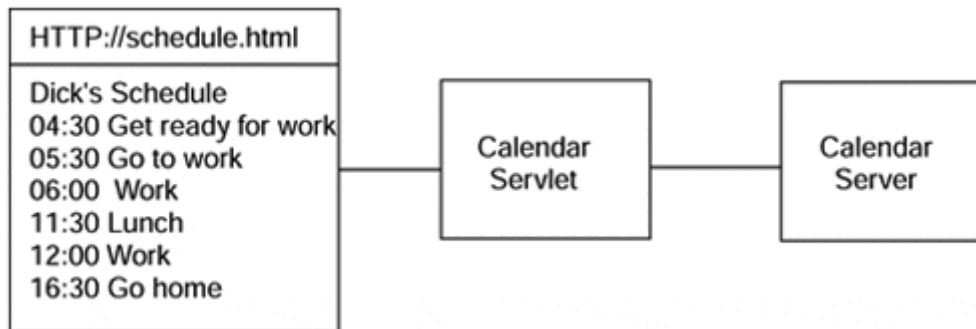 HTTP://schedule.html
Dick's Schedule
04:30 Get ready for work
05:30 Go to work
06:00  Work
11:30 Lunch
12:00 Work
16:30 Go home
Calendar
Servlet
Calendar
Server